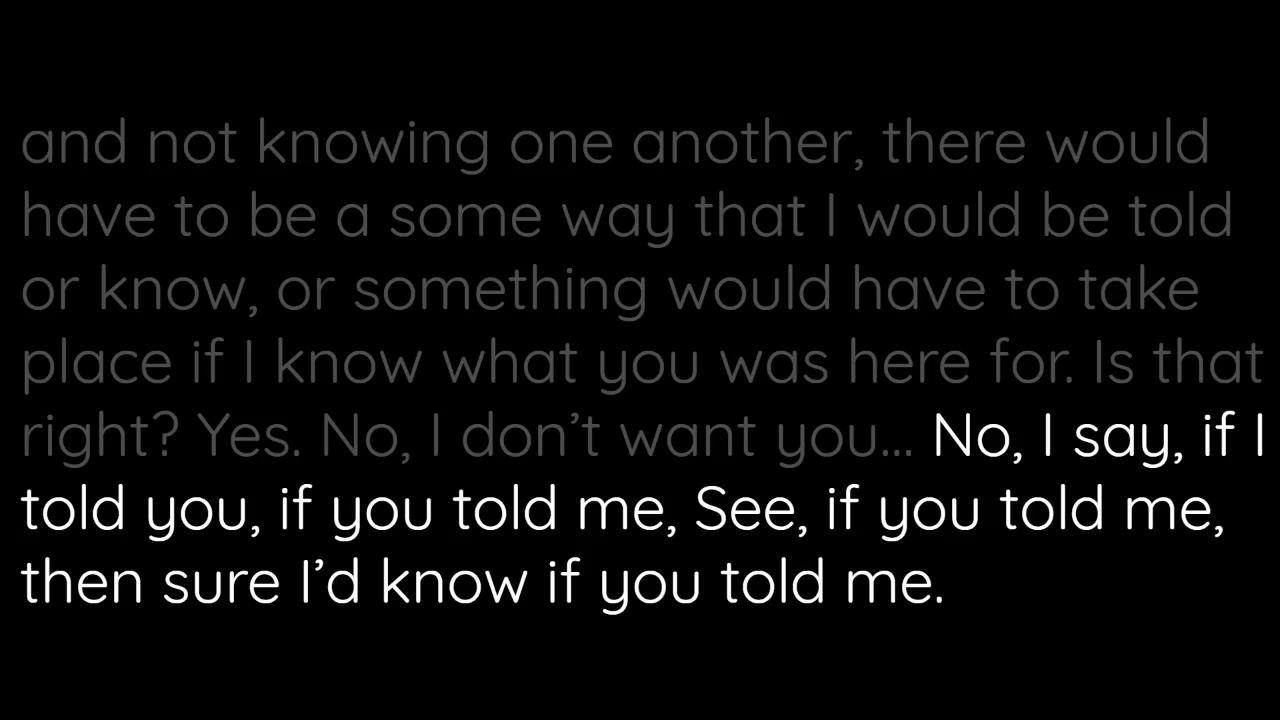 and not knowing one another, there would
have to be a some way that I would be told
or know, or something would have to take
place if I know what you was here for. Is that
right? Yes. No, I don’t want you... No, I say, if I
told you, if you told me, See, if you told me,
then sure I’d know if you told me.